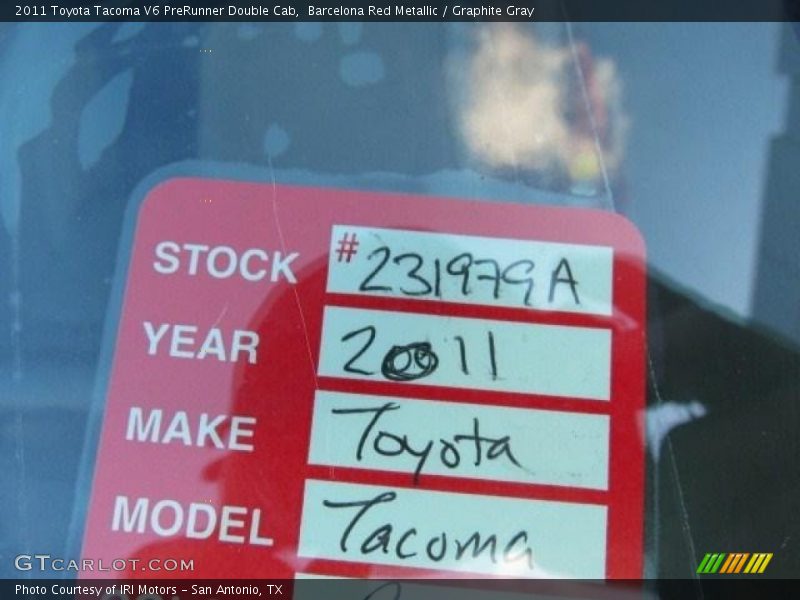 2011 Toyota Tacoma V6 PreRunner Double Cab, Barcelona Red Metallic / Graphite Gray
STOCK #231979A
YEAR 2011
MAKE Toyota
MODEL Tacoma
GTCARLOT.COM
Photo Courtesy of IRI Motors – San Antonio, TX